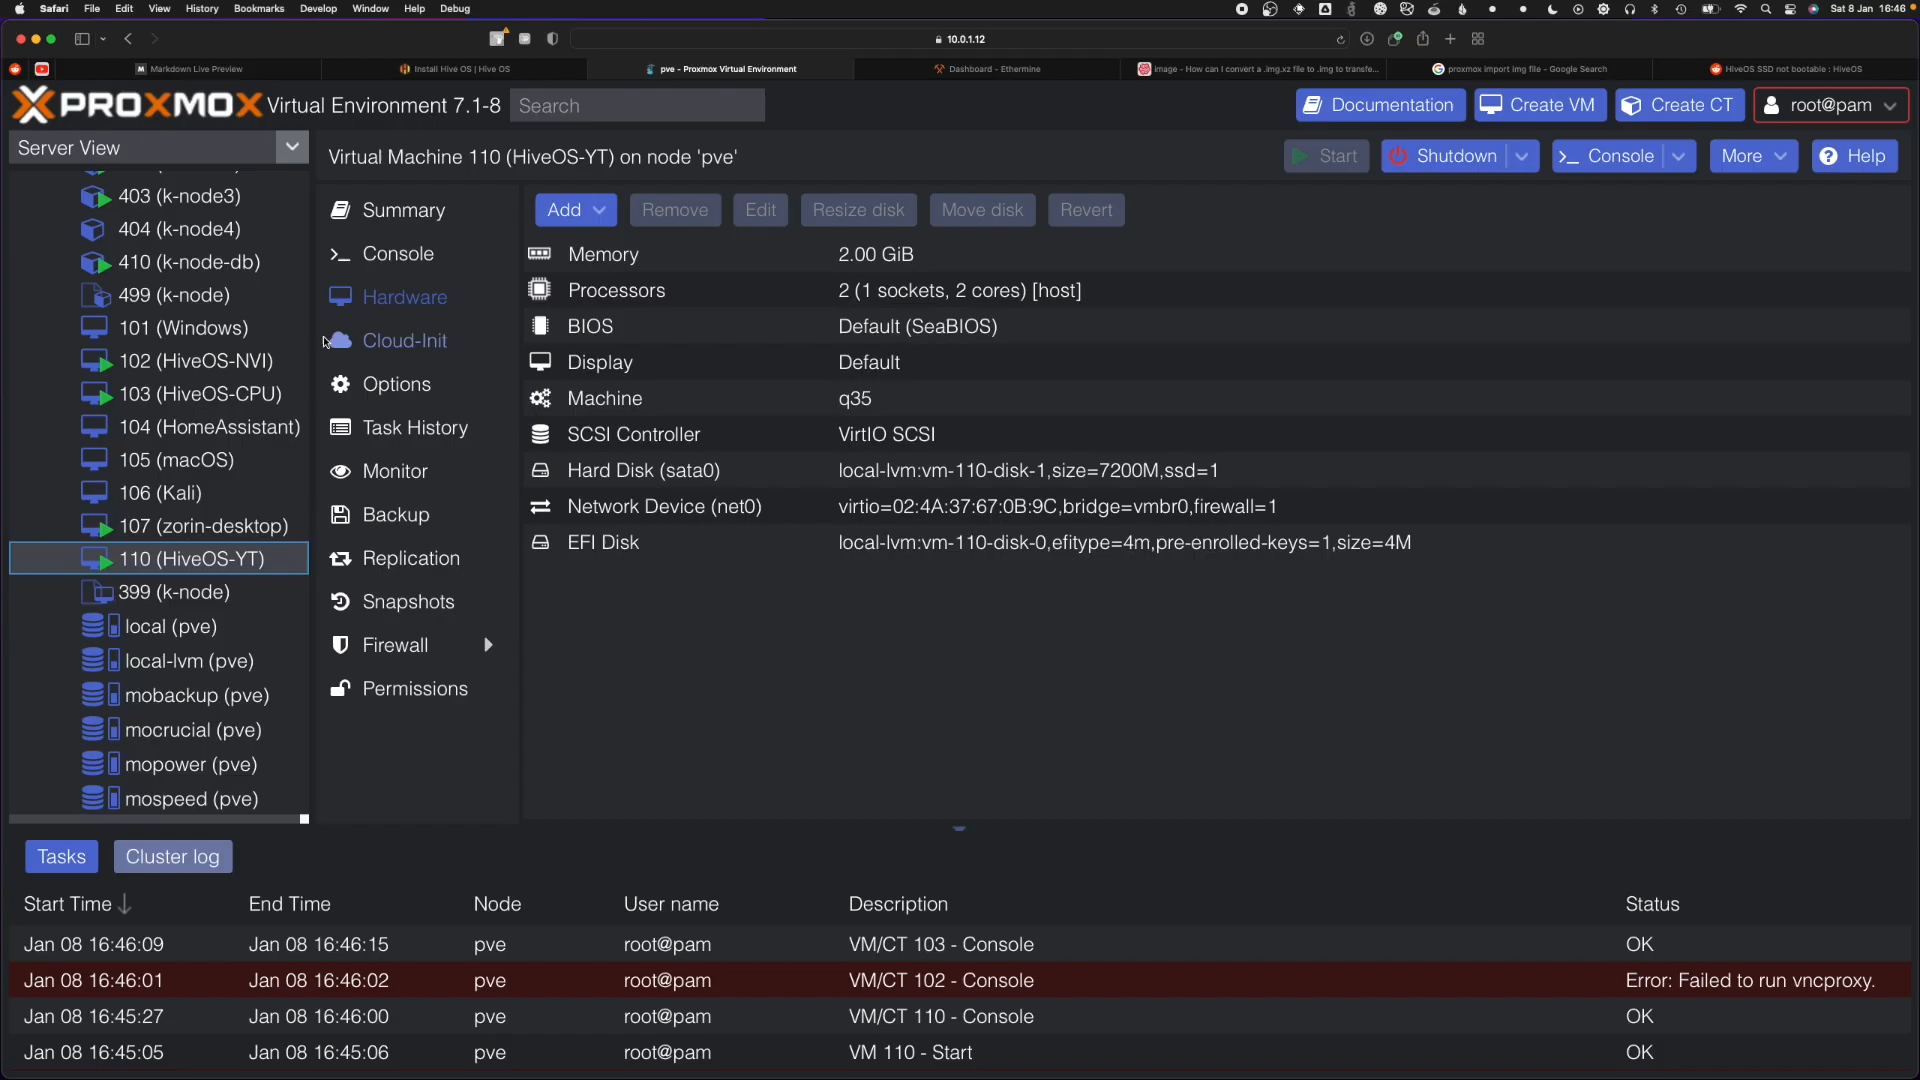 Safari File Edit View History Bookmarks Develop Window Help Debug
Sat 8 Jan 16:46
10.0.1.12
Markdown Live Preview
Install Hive OS | Hive OS
pve - Proxmox Virtual Environment
Dashboard - Ethermine
image - How can I convert a .img.xz file to .img to transfe...
proxmox import img file - Google Search
HiveOS SSD not bootable : HiveOS
PROXMOX Virtual Environment 7.1-8
Search
Documentation
Create VM
Create CT
root@pam
Server View
Virtual Machine 110 (HiveOS-YT) on node 'pve'
Start
Shutdown
Console
More
Help
403 (k-node3)
404 (k-node4)
410 (k-node-db)
499 (k-node)
101 (Windows)
102 (HiveOS-NVI)
103 (HiveOS-CPU)
104 (HomeAssistant)
105 (macOS)
106 (Kali)
107 (zorin-desktop)
110 (HiveOS-YT)
399 (k-node)
local (pve)
local-lvm (pve)
mobackup (pve)
mocrucial (pve)
mopower (pve)
mospeed (pve)
Summary
Console
Hardware
Cloud-Init
Options
Task History
Monitor
Backup
Replication
Snapshots
Firewall
Permissions
Add Remove Edit Resize disk Move disk Revert
Memory 2.00 GiB
Processors 2 (1 sockets, 2 cores) [host]
BIOS Default (SeaBIOS)
Display Default
Machine q35
SCSI Controller VirtIO SCSI
Hard Disk (sata0) local-lvm:vm-110-disk-1,size=7200M,ssd=1
Network Device (net0) virtio=02:4A:37:67:0B:9C,bridge=vmbr0,firewall=1
EFI Disk local-lvm:vm-110-disk-0,efitype=4m,pre-enrolled-keys=1,size=4M
Tasks Cluster log
Start Time End Time Node User name Description Status
Jan 08 16:46:09 Jan 08 16:46:15 pve root@pam VM/CT 103 - Console OK
Jan 08 16:46:01 Jan 08 16:46:02 pve root@pam VM/CT 102 - Console Error: Failed to run vncproxy.
Jan 08 16:45:27 Jan 08 16:46:00 pve root@pam VM/CT 110 - Console OK
Jan 08 16:45:05 Jan 08 16:45:06 pve root@pam VM 110 - Start OK